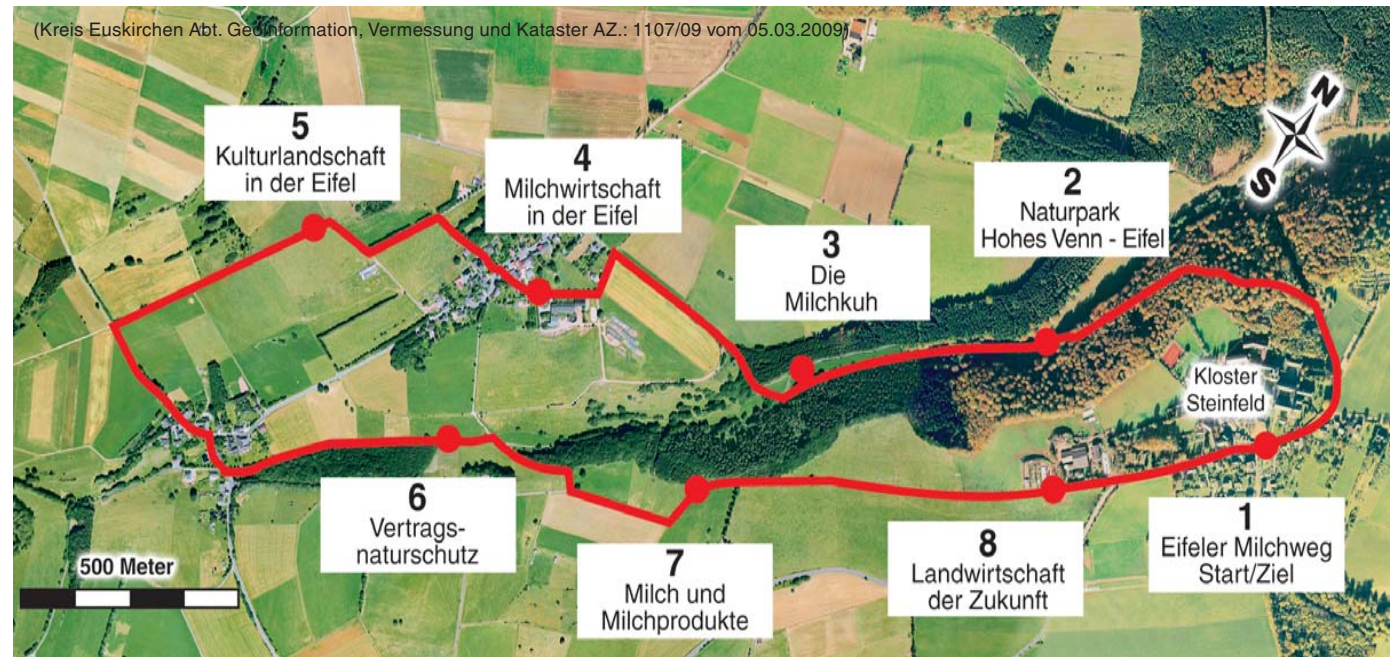 (Kreis Euskirchen Abt. Geoinformation, Vermessung und Kataster AZ.: 1107/09 vom 05.03.2009)
N
S
5
Kulturlandschaft
in der Eifel
4
Milchwirtschaft
in der Eifel
2
Naturpark
Hohes Venn - Eifel
3
Die
Milchkuh
Kloster
Steinfeld
6
Vertrags-
naturschutz
7
Milch und
Milchprodukte
8
Landwirtschaft
der Zukunft
1
Eifeler Milchweg
Start/Ziel
500 Meter